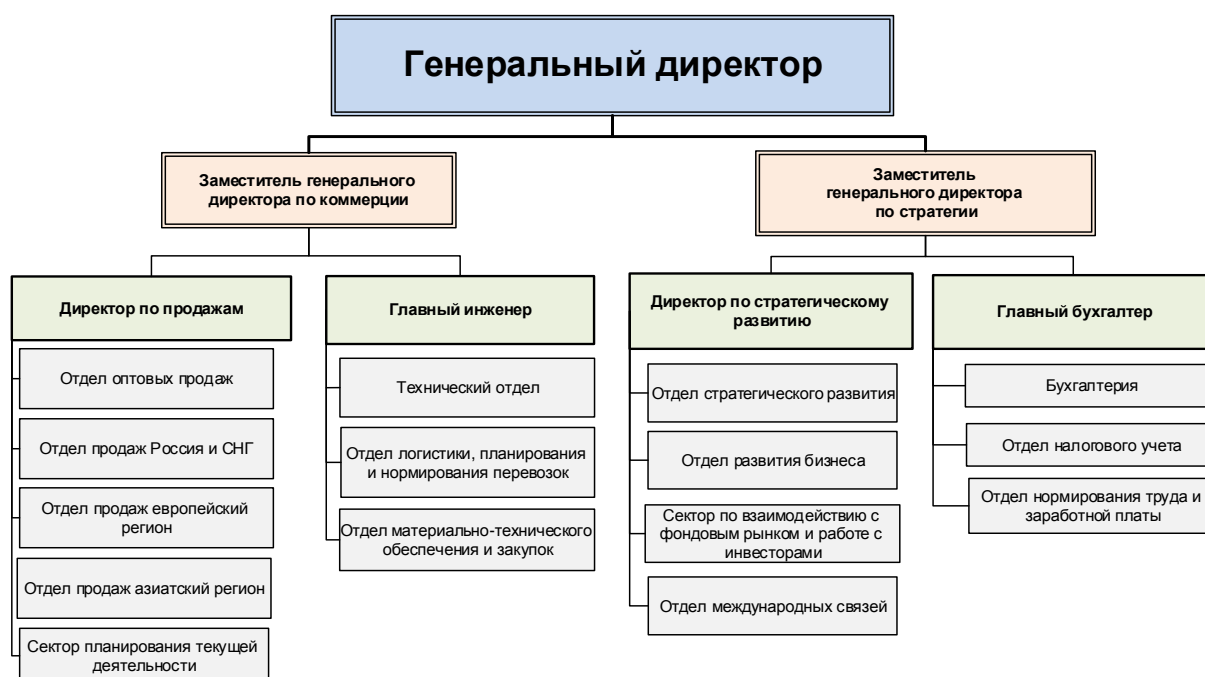 Генеральный директор
Заместитель генерального
директора по коммерции
Заместитель
генерального директора
по стратегии
Директор по продажам
Отдел оптовых продаж
Отдел продаж Россия и СНГ
Отдел продаж европейский
регион
Отдел продаж азиатский регион
Сектор планирования текущей
деятельности
Главный инженер
Технический отдел
Отдел логистики, планирования
и нормирования перевозок
Отдел материально-технического
обеспечения и закупок
Директор по стратегическому
развитию
Отдел стратегического развития
Отдел развития бизнеса
Сектор по взаимодействию с
фондовым рынком и работе с
инвесторами
Отдел международных связей
Главный бухгалтер
Бухгалтерия
Отдел налогового учета
Отдел нормирования труда и
заработной платы